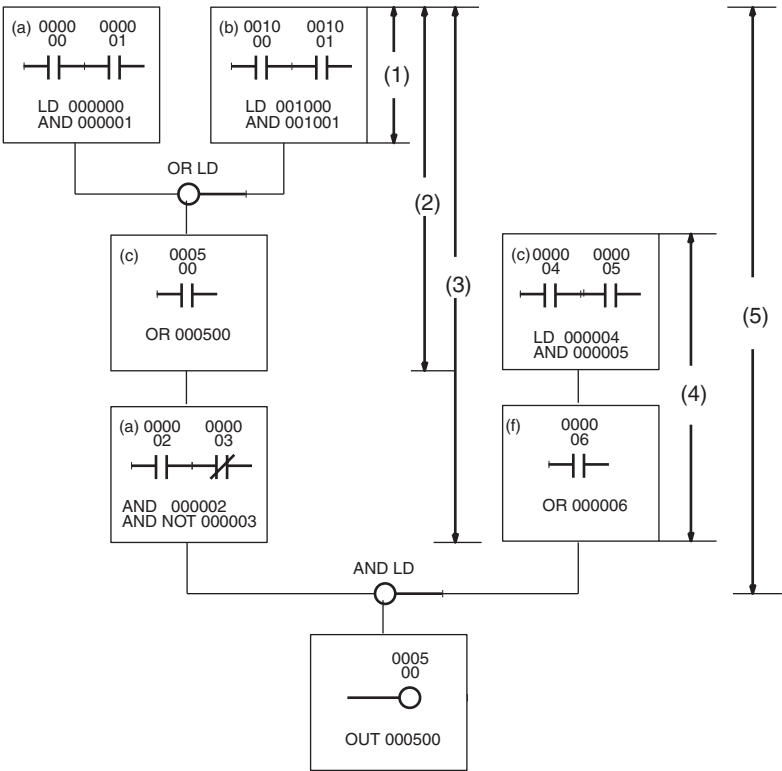 (a) 0000 0000
00 01
LD 000000
AND 000001
(b) 0010 0010
00 01
LD 001000
AND 001001
(1)
OR LD
(2)
(c) 0005
00
OR 000500
(3)
(c) 0000 0000
04 05
LD 000004
AND 000005
(4)
(5)
(a) 0000 0000
02 03
AND 000002
AND NOT 000003
(f) 0000
06
OR 000006
AND LD
0005
00
OUT 000500